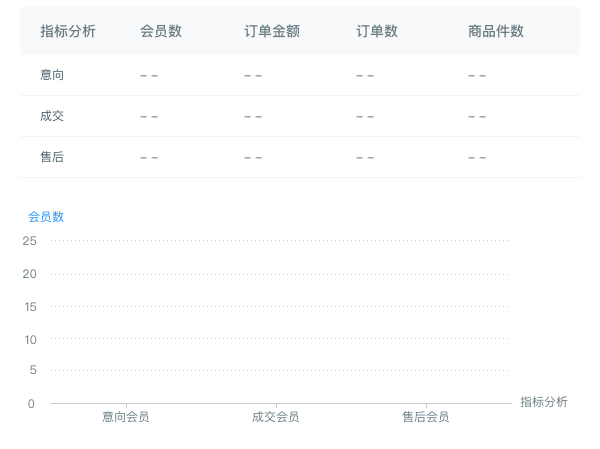 指标分析 会员数 订单金额 订单数 商品件数
意向 -- -- -- --
成交 -- -- -- --
售后 -- -- -- --
会员数
25
20
15
10
5
0
指标分析
意向会员 成交会员 售后会员